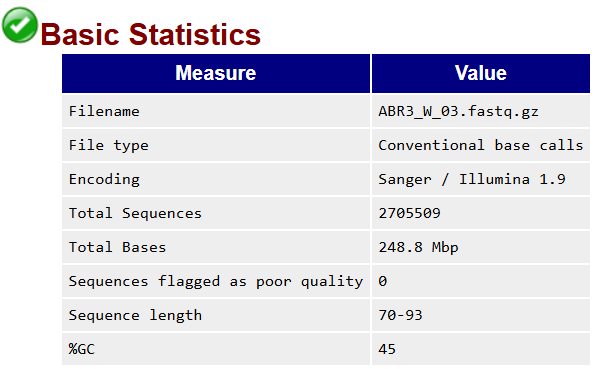 Basic Statistics
Measure Value
Filename ABR3_W_03.fastq.gz
File type Conventional base calls
Encoding Sanger / Illumina 1.9
Total Sequences 2705509
Total Bases 248.8 Mbp
Sequences flagged as poor quality 0
Sequence length 70-93
%GC 45